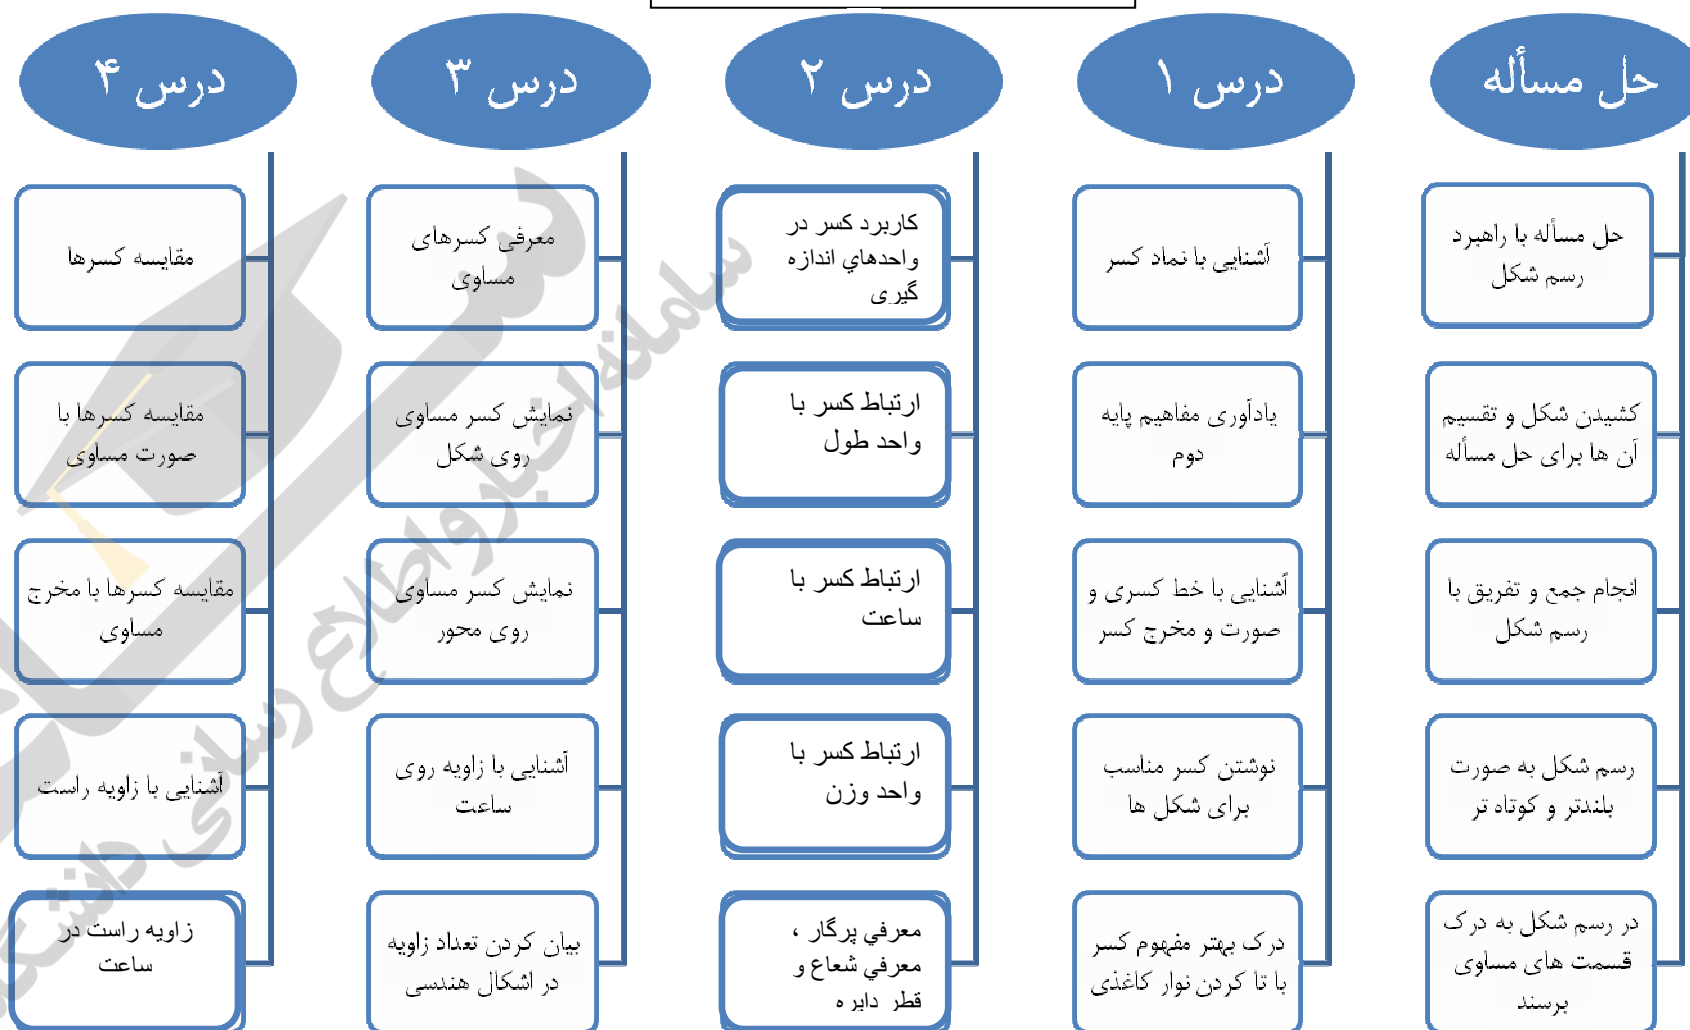 حل مسأله
حل مسأله با راهبرد
رسم شکل
کشیدن شکل و تقسیم
آن ها برای حل مسأله
انجام جمع و تفریق با
رسم شکل
رسم شکل به صورت
بلندتر و کوتاه تر
در رسم شکل به درک
قسمت های مساوی
برسند
درس ۱
آشنایی با نماد کسر
یادآوری مفاهیم پایه
دوم
آشنایی با خط کسری و
صورت و مخرج کسر
نوشتن کسر مناسب
برای شکل ها
درک بهتر مفهوم کسر
با تا کردن نوار کاغذی
درس ۲
کاربرد کسر در
واحدهاي اندازه
گیری
ارتباط کسر با
واحد طول
ارتباط کسر با
ساعت
ارتباط کسر با
واحد وزن
معرفي پرگار ،
معرفي شعاع و
قطر دایره
درس ۳
معرفی کسرهای
مساوی
نمایش کسر مساوی
روی شکل
نمایش کسر مساوی
روی محور
آشنایی با زاویه روی
ساعت
بیان کردن تعداد زاویه
در اشکال هندسی
درس ۴
مقایسه کسرها
مقایسه کسرها با
صورت مساوی
مقایسه کسرها با مخرج
مساوی
آشنایی با زاویه راست
زاویه راست در
ساعت
سامانه اخبار و اطلاع رسانی